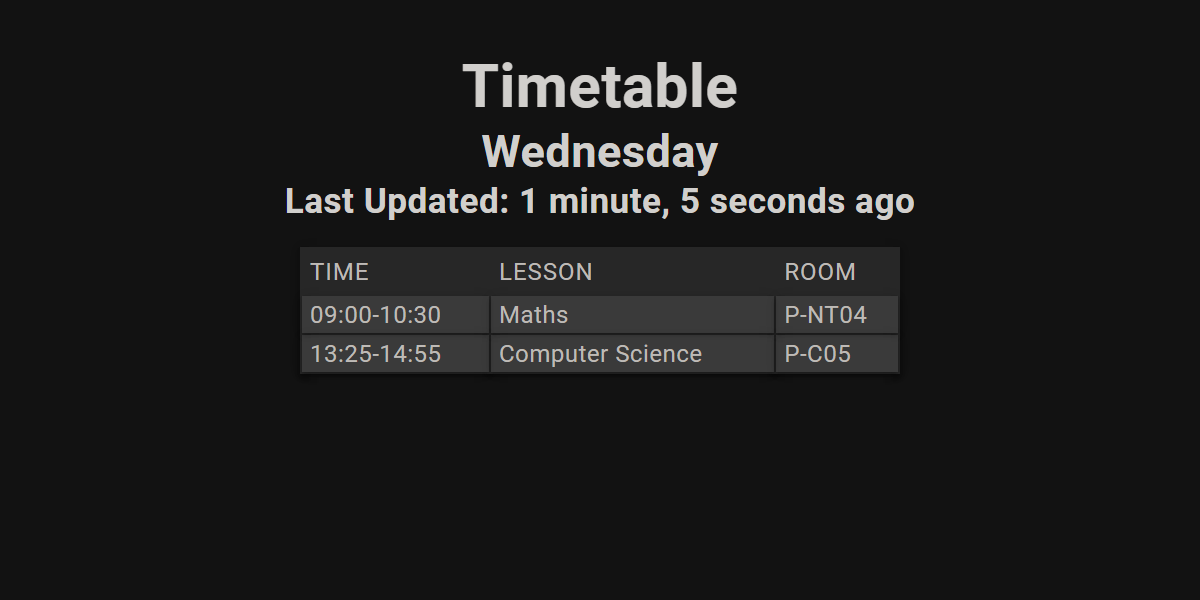 Timetable
Wednesday
Last Updated: 1 minute, 5 seconds ago
TIME LESSON ROOM
09:00-10:30 Maths P-NT04
13:25-14:55 Computer Science P-C05